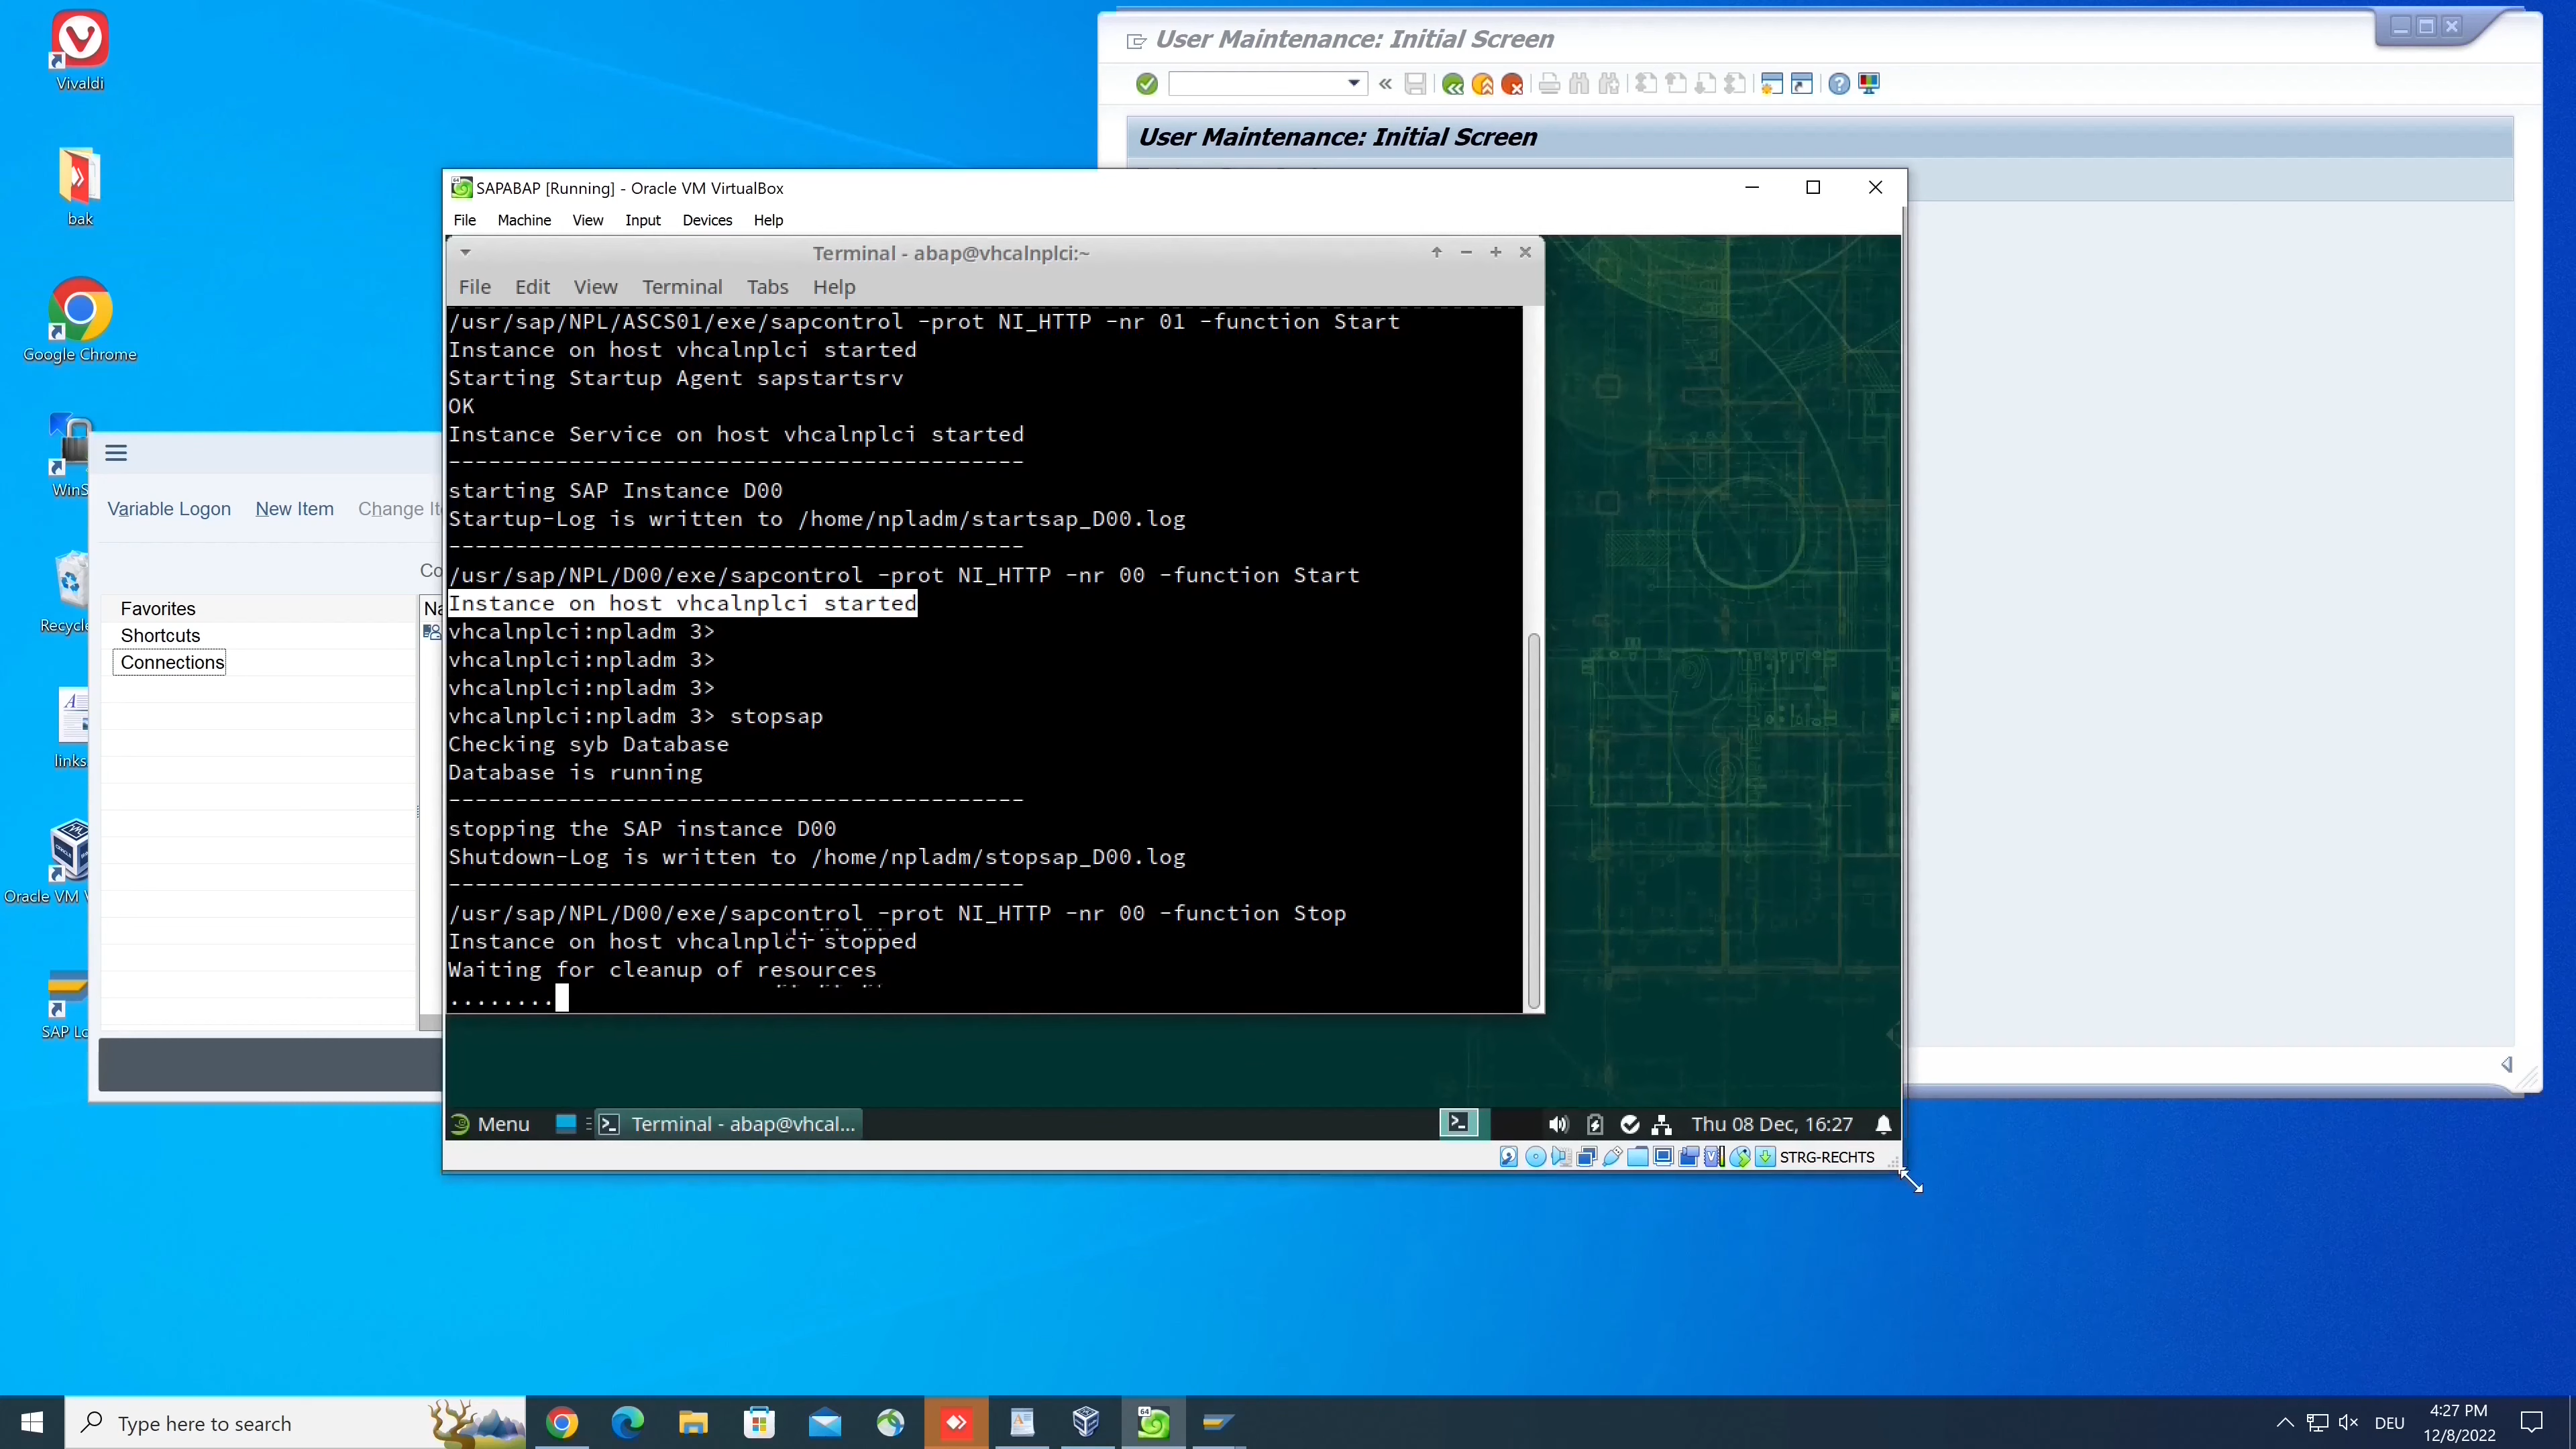 Vivaldi
bak
Google Chrome
WinS
Recycle
links
Oracle VM V
SAP Lo
User Maintenance: Initial Screen
User Maintenance: Initial Screen
Variable Logon New Item Change It
Co
Favorites
Shortcuts
Connections
Na
SAPABAP [Running] - Oracle VM VirtualBox
File Machine View Input Devices Help
Terminal - abap@vhcalnplci:~
File Edit View Terminal Tabs Help
/usr/sap/NPL/ASCS01/exe/sapcontrol -prot NI_HTTP -nr 01 -function Start
Instance on host vhcalnplci started
Starting Startup Agent sapstartsrv
OK
Instance Service on host vhcalnplci started
-------------------------------------------
starting SAP Instance D00
Startup-Log is written to /home/npladm/startsap_D00.log
-------------------------------------------
/usr/sap/NPL/D00/exe/sapcontrol -prot NI_HTTP -nr 00 -function Start
Instance on host vhcalnplci started
vhcalnplci:npladm 3>
vhcalnplci:npladm 3>
vhcalnplci:npladm 3>
vhcalnplci:npladm 3> stopsap
Checking syb Database
Database is running
-------------------------------------------
stopping the SAP instance D00
Shutdown-Log is written to /home/npladm/stopsap_D00.log
-------------------------------------------
/usr/sap/NPL/D00/exe/sapcontrol -prot NI_HTTP -nr 00 -function Stop
Instance on host vhcalnplci stopped
Waiting for cleanup of resources
........
Menu Terminal - abap@vhcal... Thu 08 Dec, 16:27
STRG-RECHTS
Type here to search
64
DEU
4:27 PM
12/8/2022